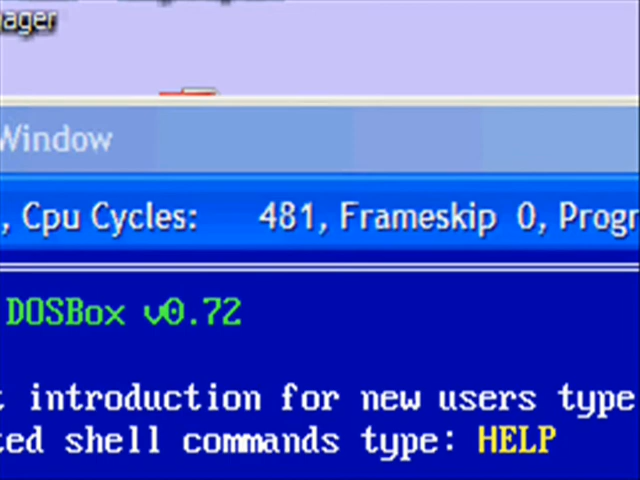 ager
Window
, Cpu Cycles: 481, Frameskip 0, Progr
DOSBox v0.72
t introduction for new users type
ted shell commands type: HELP